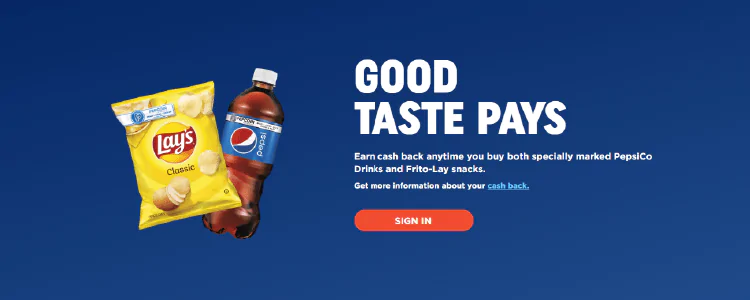 GOOD
TASTE PAYS
Earn cash back anytime you buy both specially marked PepsiCo
Drinks and Frito-Lay snacks.
Get more information about your cash back.
SIGN IN
Lay's
Classic
pepsi